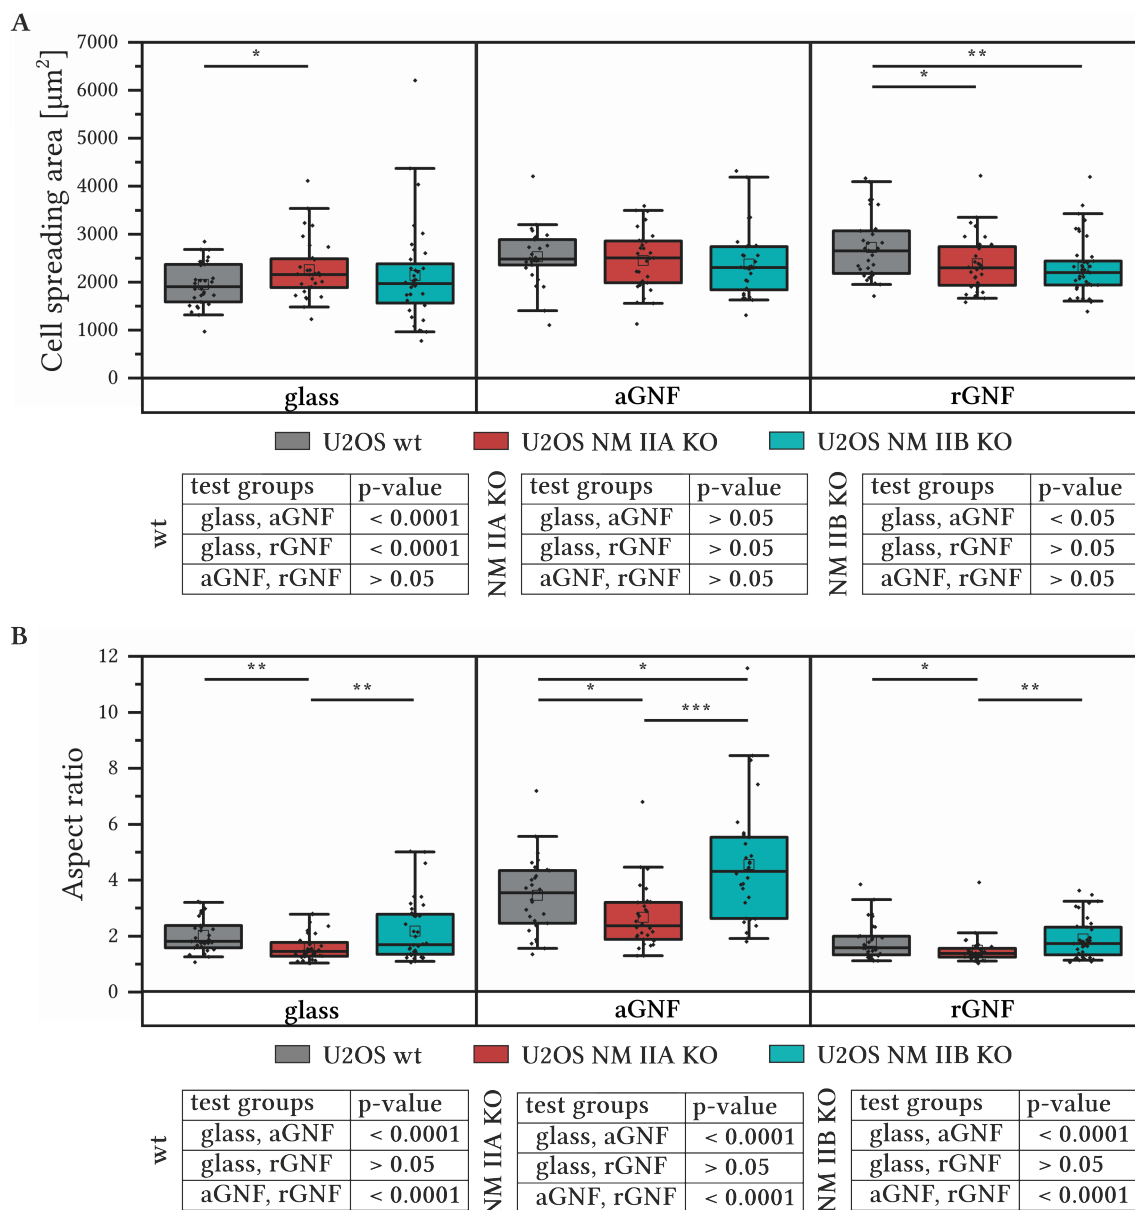 A
Cell spreading area [μm²]
7000
6000
5000
4000
3000
2000
1000
0
*
**
*
glass aGNF rGNF
U2OS wt U2OS NM IIA KO U2OS NM IIB KO
wt
test groups p-value
glass, aGNF < 0.0001
glass, rGNF < 0.0001
aGNF, rGNF > 0.05
NM IIA KO
test groups p-value
glass, aGNF > 0.05
glass, rGNF > 0.05
aGNF, rGNF > 0.05
NM IIB KO
test groups p-value
glass, aGNF < 0.05
glass, rGNF > 0.05
aGNF, rGNF > 0.05
B
Aspect ratio
12
10
8
6
4
2
0
**
**
*
*
***
*
**
glass aGNF rGNF
U2OS wt U2OS NM IIA KO U2OS NM IIB KO
wt
test groups p-value
glass, aGNF < 0.0001
glass, rGNF > 0.05
aGNF, rGNF < 0.0001
NM IIA KO
test groups p-value
glass, aGNF < 0.0001
glass, rGNF > 0.05
aGNF, rGNF < 0.0001
NM IIB KO
test groups p-value
glass, aGNF < 0.0001
glass, rGNF > 0.05
aGNF, rGNF < 0.0001